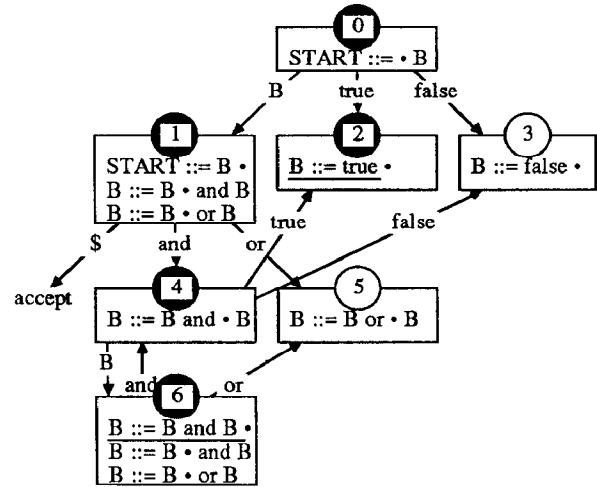 0
START ::= • B
B true false
1 2 3
START ::= B •
B ::= true •
B ::= false •
B ::= B • and B
B ::= B • or B
true false
$ and or
accept
4 5
B ::= B and • B
B ::= B or • B
B and or
6
B ::= B and B •
B ::= B • and B
B ::= B • or B